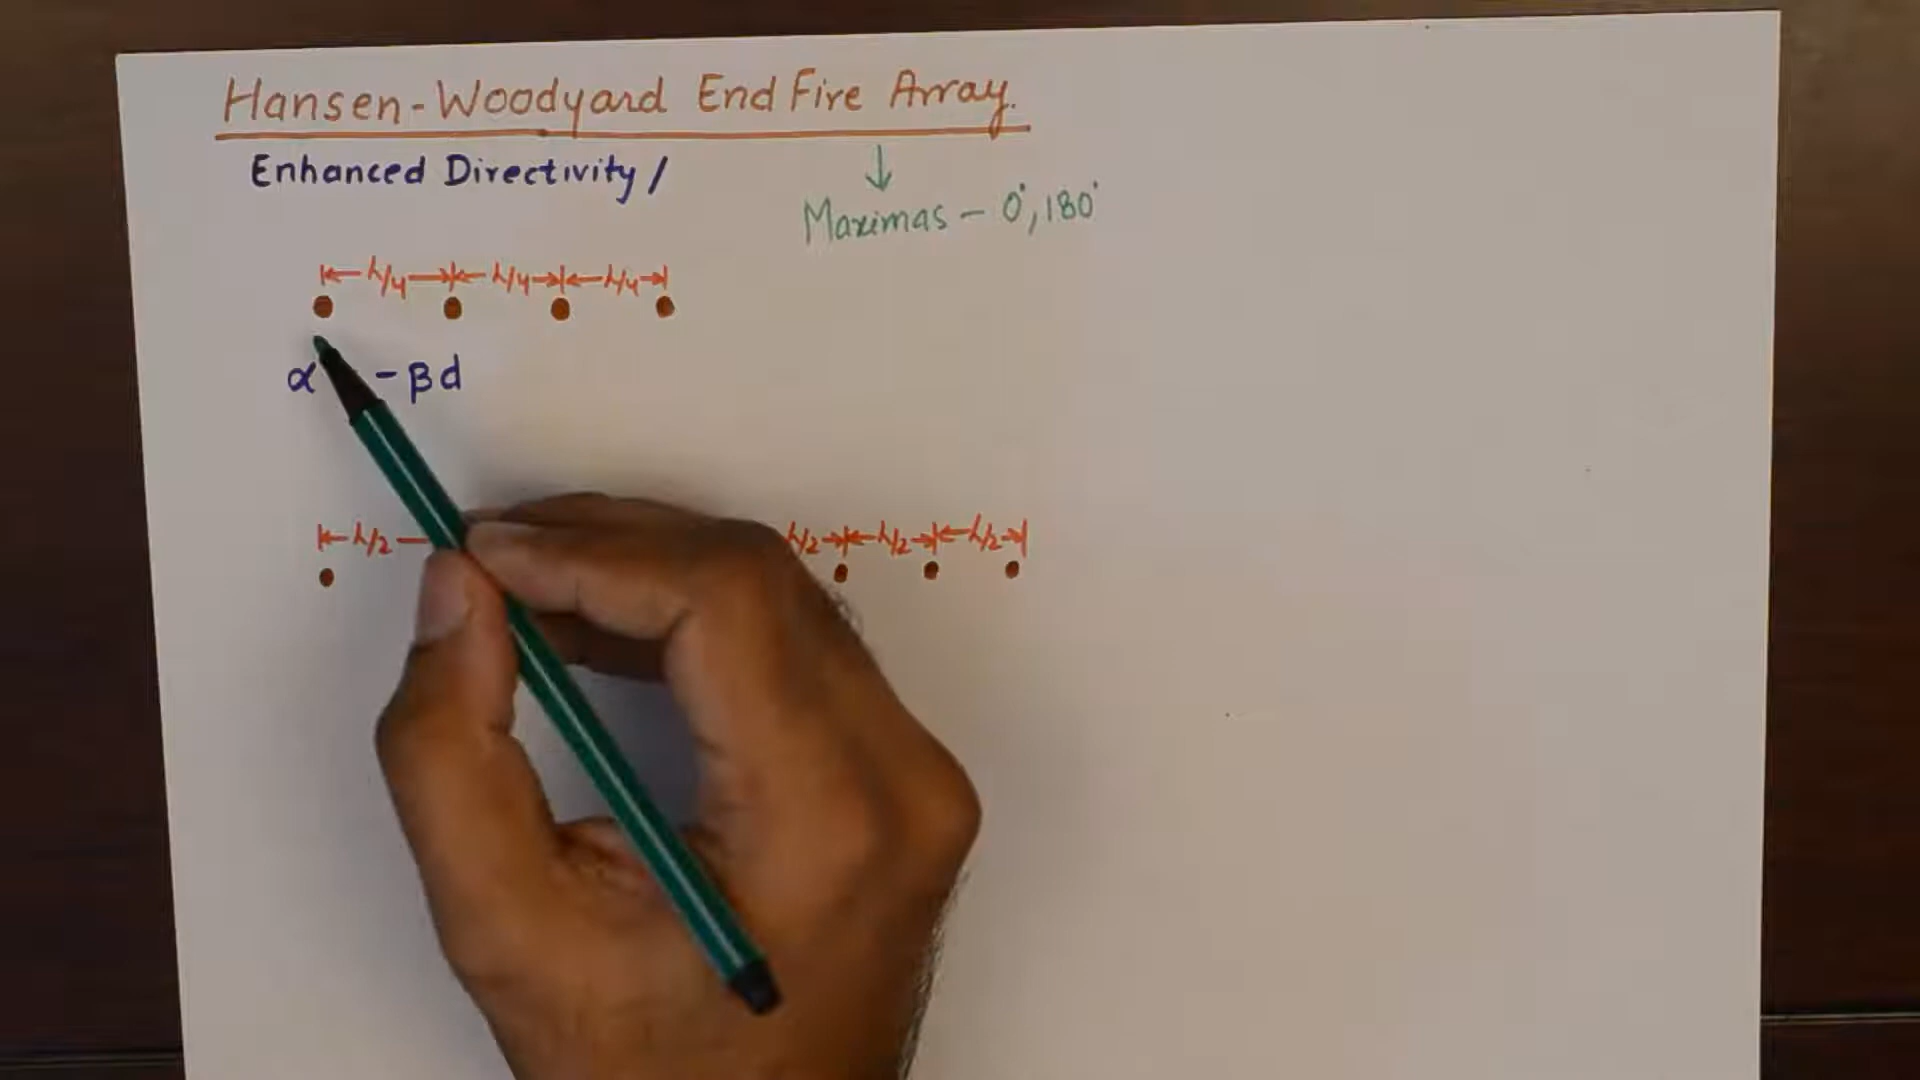 Hansen-Woodyard End Fire Array.
Enhanced Directivity /
Maximas - 0°, 180°
λ/4 λ/4 λ/4
α - βd
λ/2 λ/2 λ/2 λ/2